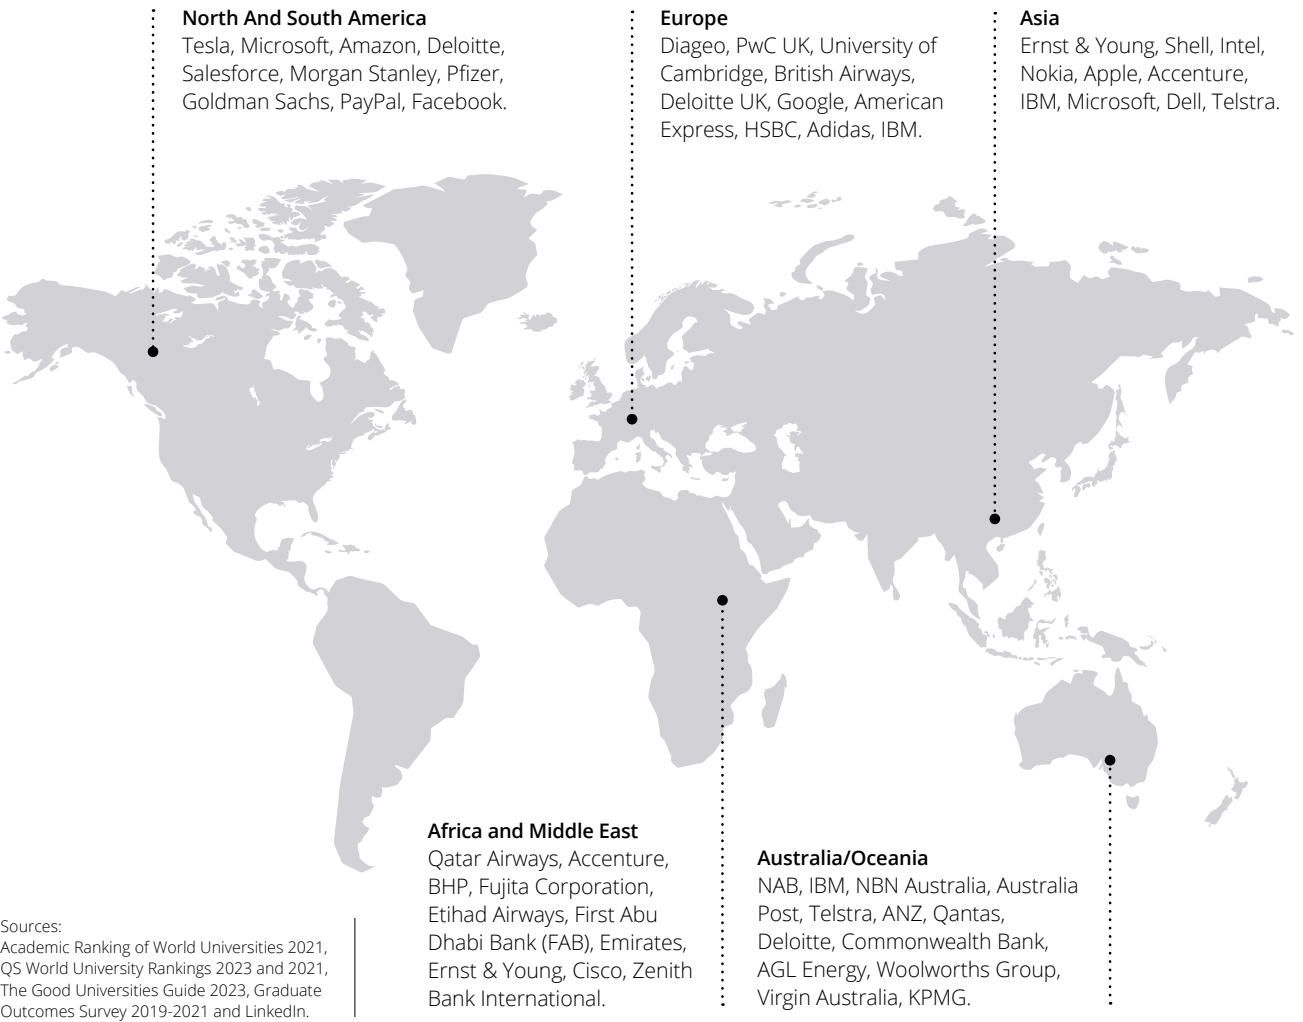 North And South America
Tesla, Microsoft, Amazon, Deloitte,
Salesforce, Morgan Stanley, Pfizer,
Goldman Sachs, PayPal, Facebook.
Europe
Diageo, PwC UK, University of
Cambridge, British Airways,
Deloitte UK, Google, American
Express, HSBC, Adidas, IBM.
Asia
Ernst & Young, Shell, Intel,
Nokia, Apple, Accenture,
IBM, Microsoft, Dell, Telstra.
Africa and Middle East
Qatar Airways, Accenture,
BHP, Fujita Corporation,
Etihad Airways, First Abu
Dhabi Bank (FAB), Emirates,
Ernst & Young, Cisco, Zenith
Bank International.
Australia/Oceania
NAB, IBM, NBN Australia, Australia
Post, Telstra, ANZ, Qantas,
Deloitte, Commonwealth Bank,
AGL Energy, Woolworths Group,
Virgin Australia, KPMG.
Sources:
Academic Ranking of World Universities 2021,
QS World University Rankings 2023 and 2021,
The Good Universities Guide 2023, Graduate
Outcomes Survey 2019-2021 and LinkedIn.